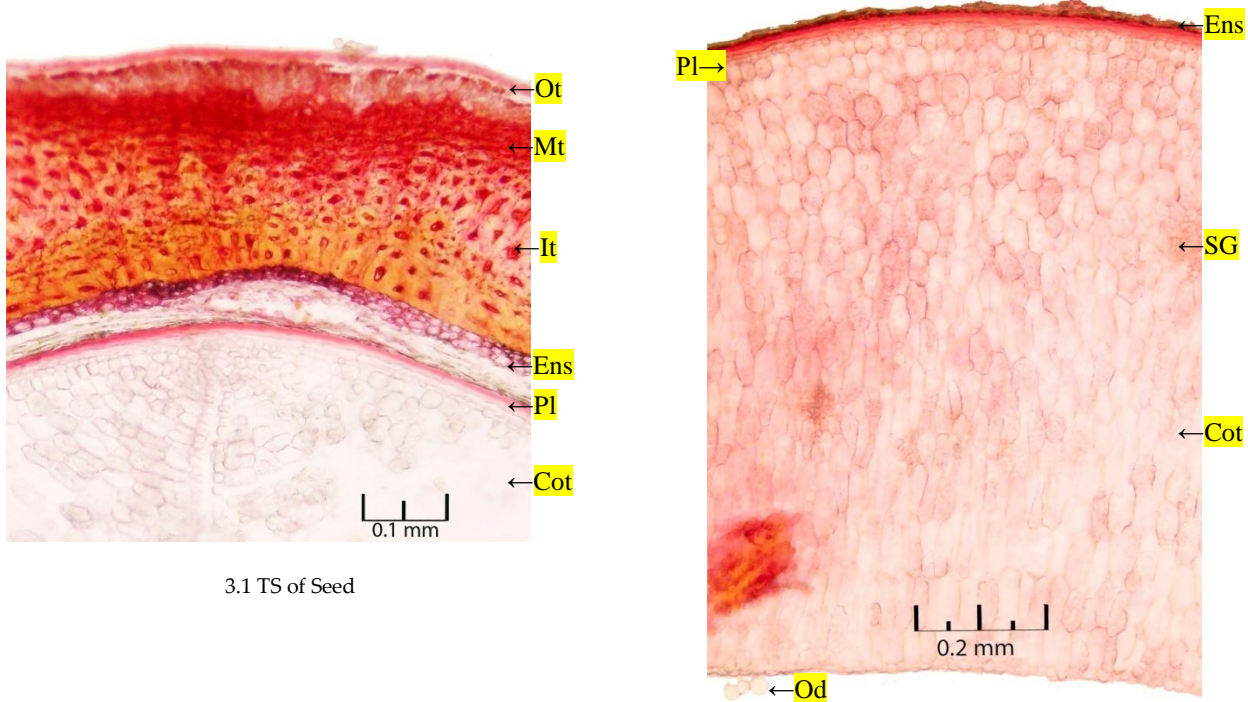 ←Ot
←Mt
←It
←Ens
←Pl
←Cot
0.1 mm
3.1 TS of Seed
←Ens
Pl→
←SG
←Cot
0.2 mm
←Od